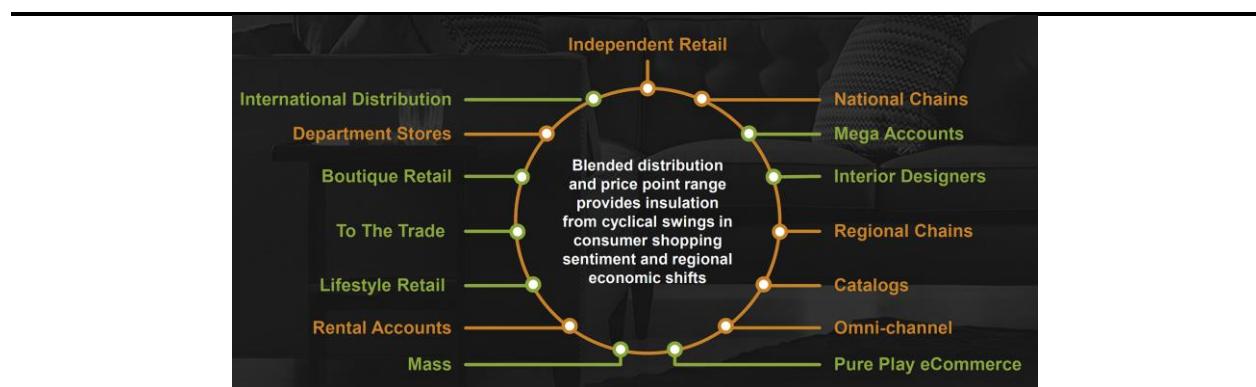 Independent Retail
International Distribution
National Chains
Department Stores
Mega Accounts
Boutique Retail
Interior Designers
To The Trade
Regional Chains
Lifestyle Retail
Catalogs
Rental Accounts
Omni-channel
Mass
Pure Play eCommerce
Blended distribution
and price point range
provides insulation
from cyclical swings in
consumer shopping
sentiment and regional
economic shifts